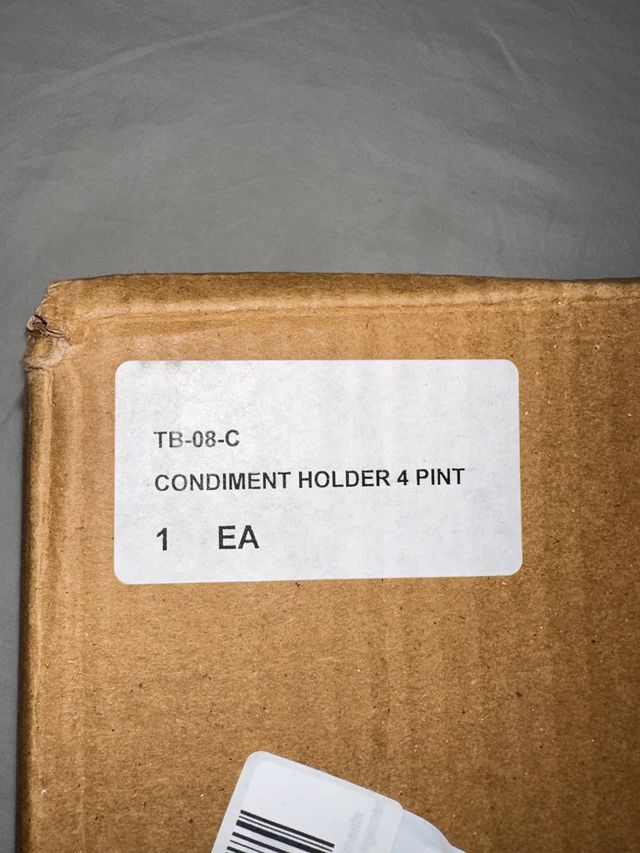 TB-08-C
CONDIMENT HOLDER 4 PINT
1 EA